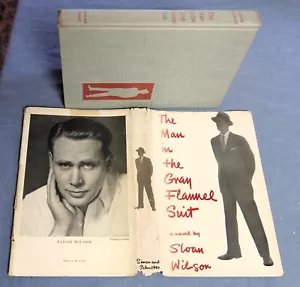 The
Man
in
the
Gray
Flannel
Suit
a novel by
Sloan
Wilson
Simon and
Schuster
SLOAN WILSON